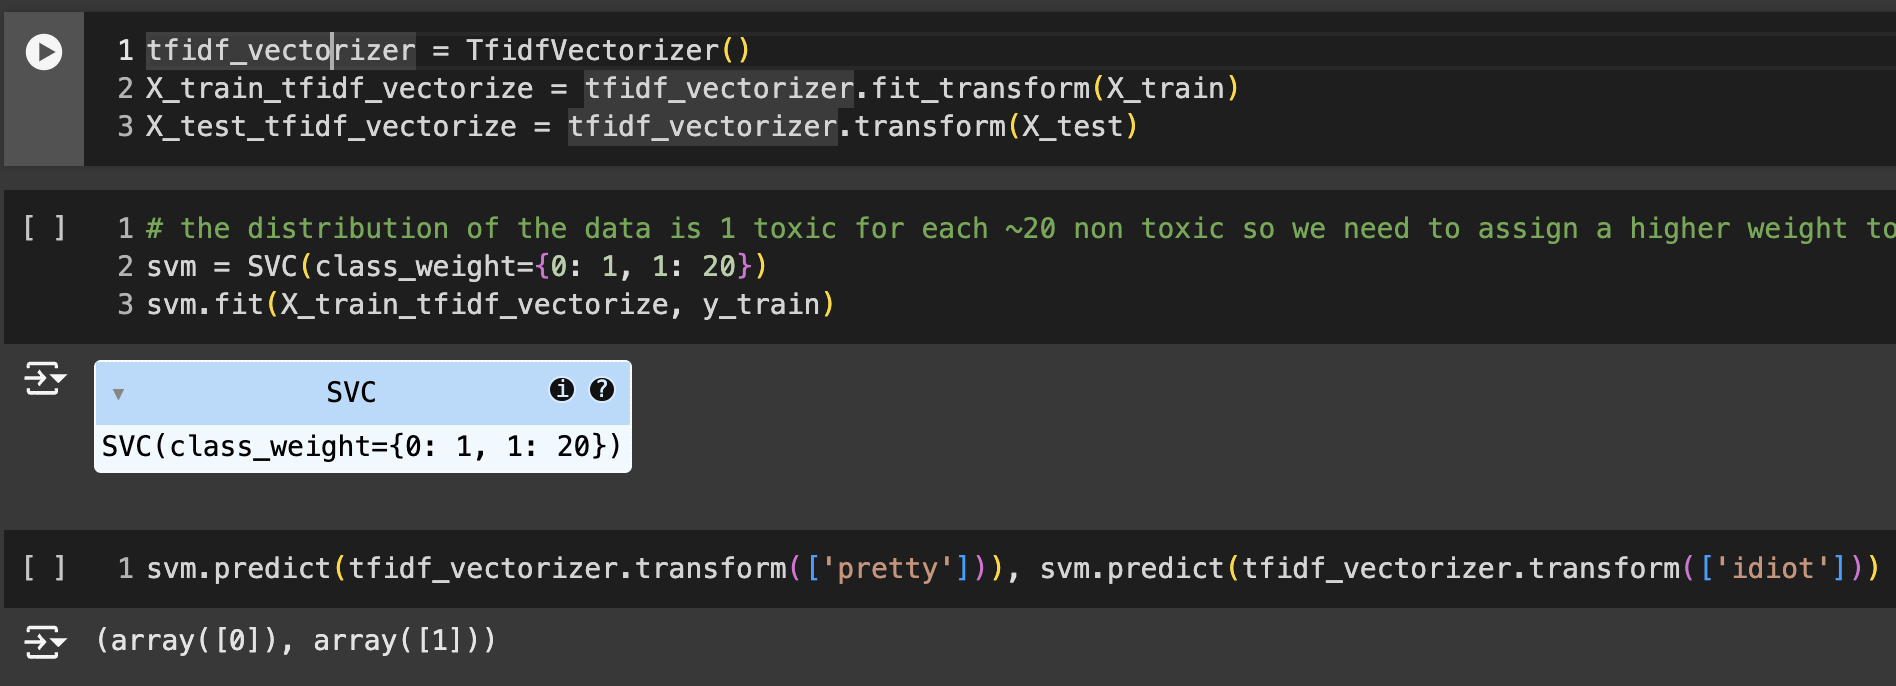 1 tfidf_vectorizer = TfidfVectorizer()
2 X_train_tfidf_vectorize = tfidf_vectorizer.fit_transform(X_train)
3 X_test_tfidf_vectorize = tfidf_vectorizer.transform(X_test)
[ ] 1 # the distribution of the data is 1 toxic for each ~20 non toxic so we need to assign a higher weight to
2 svm = SVC(class_weight={0: 1, 1: 20})
3 svm.fit(X_train_tfidf_vectorize, y_train)
▼ SVC i ?
SVC(class_weight={0: 1, 1: 20})
[ ] 1 svm.predict(tfidf_vectorizer.transform(['pretty'])), svm.predict(tfidf_vectorizer.transform(['idiot']))
(array([0]), array([1]))